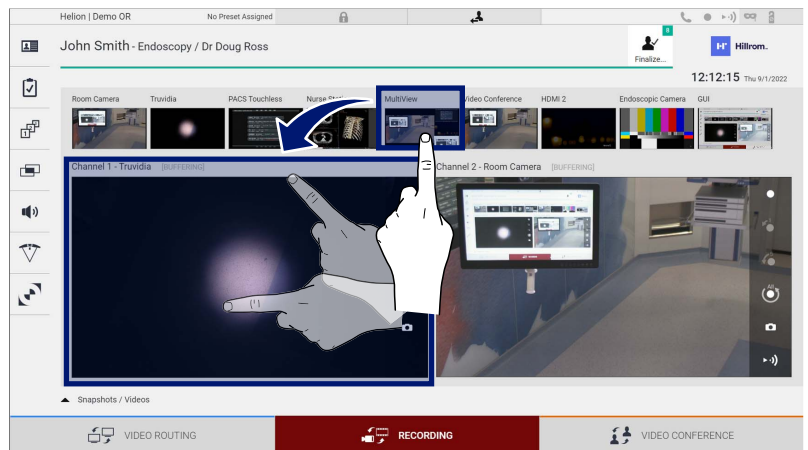 Helion | Demo OR
No Preset Assigned
8
John Smith - Endoscopy / Dr Doug Ross
Finalize...
H+r Hillrom.
12:12:15 Thu 9/1/2022
Room Camera
Truvidia
PACS Touchless
MultiView
Video Conference
HDMI 2
Endoscopic Camera
GUI
Channel 1 - Truvidia [BUFFERING]
Channel 2 - Room Camera [BUFFERING]
All
Snapshots / Videos
VIDEO ROUTING
RECORDING
VIDEO CONFERENCE